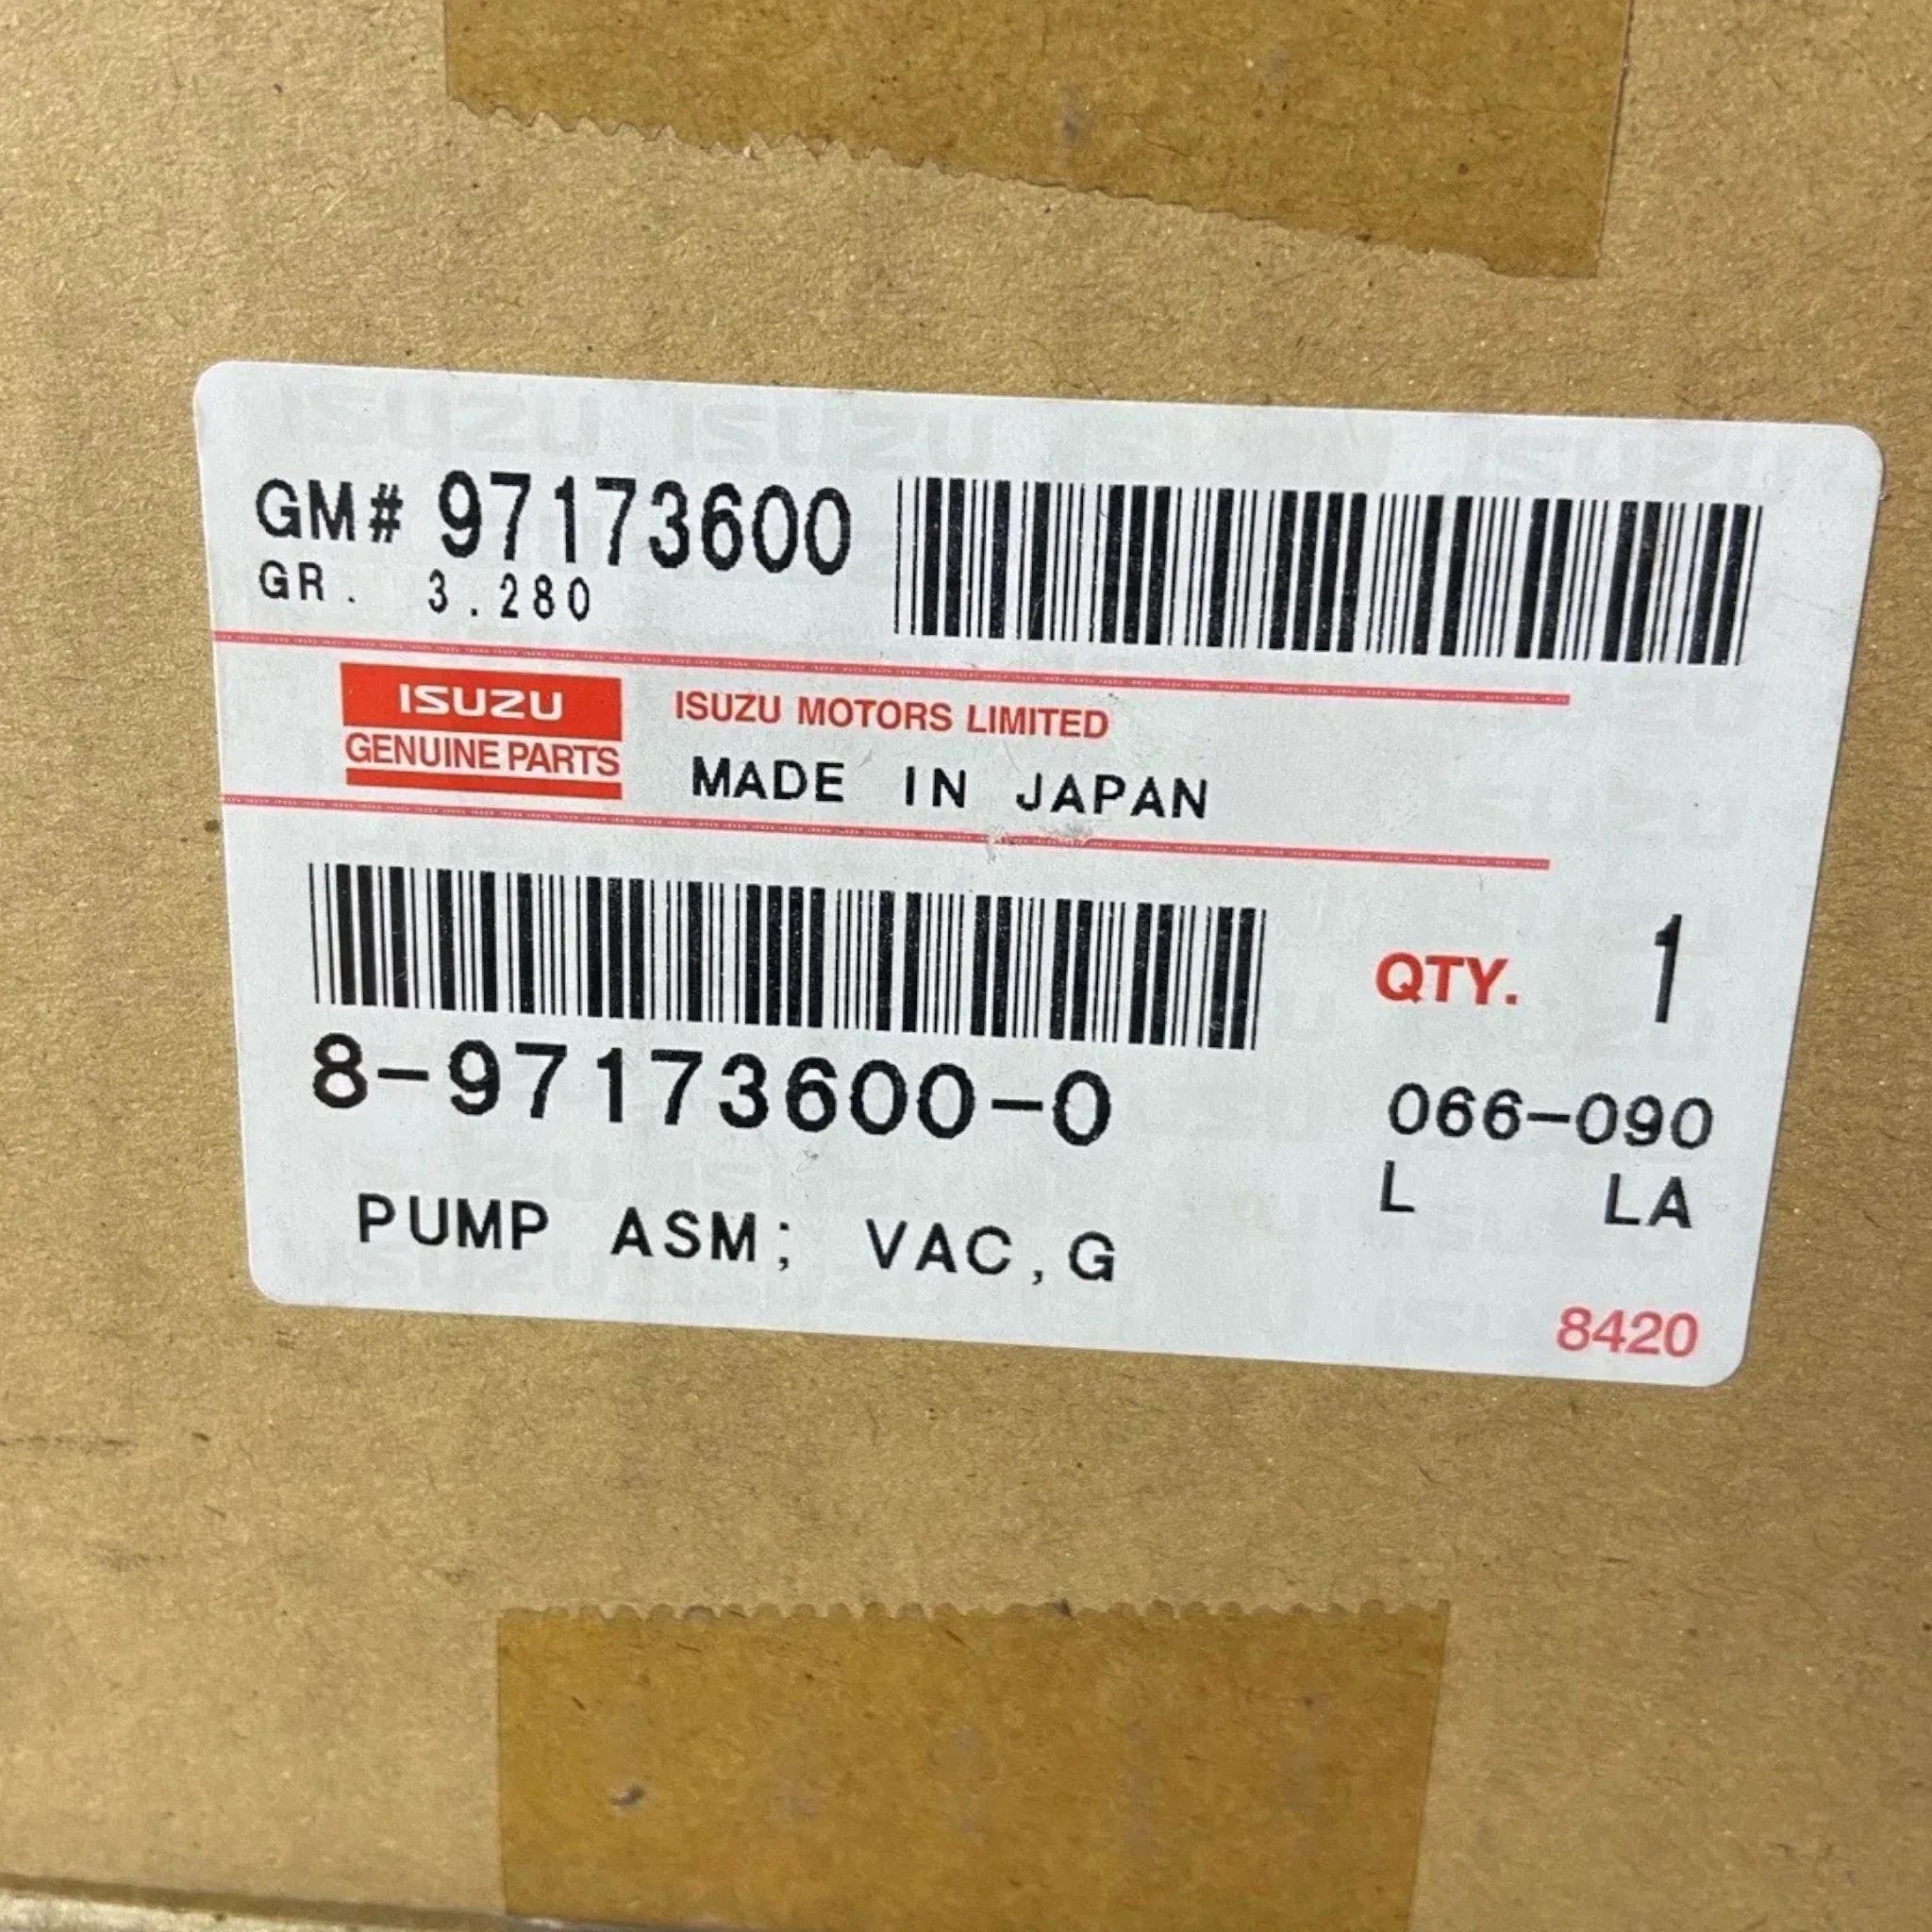 GM# 97173600
GR. 3.280
ISUZU
GENUINE PARTS
ISUZU MOTORS LIMITED
MADE IN JAPAN
8-97173600-0
QTY. 1
066-090
L LA
PUMP ASM; VAC,G
8420